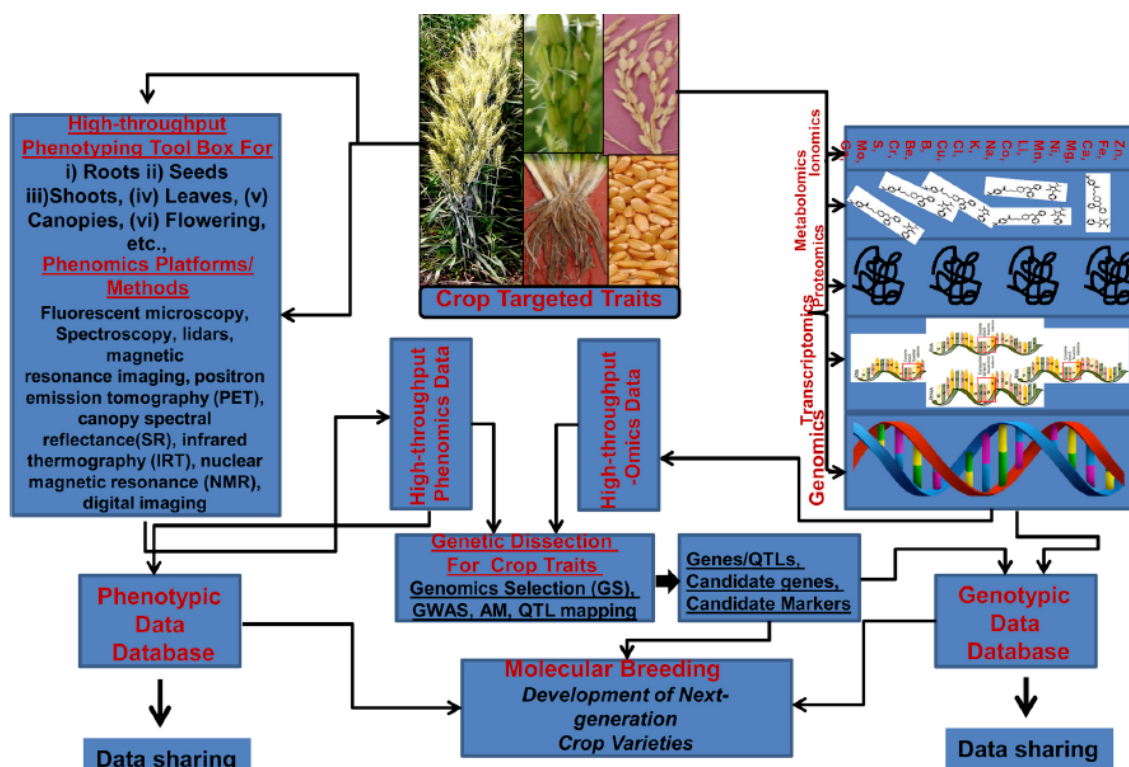 High-throughput
Phenotyping Tool Box For
i) Roots ii) Seeds
iii)Shoots, (iv) Leaves, (v)
Canopies, (vi) Flowering,
etc.,
Phenomics Platforms/
Methods
Fluorescent microscopy,
Spectroscopy, lidars,
magnetic
resonance imaging, positron
emission tomography (PET),
canopy spectral
reflectance(SR), infrared
thermography (IRT), nuclear
magnetic resonance (NMR),
digital imaging
Crop Targeted Traits
Ionomics
Metabolomics
Proteomics
Transcriptomics
Genomics
Zn,
Fe,
Ca,
Mg,
Mn,
Ni,
Li,
Co,
Na,
K,
Cl,
Cu,
B,
Be,
Cr,
S,
Mo,
High-throughput
Phenomics Data
High-throughput
-Omics Data
Genetic Dissection
For Crop Traits
Genomics Selection (GS),
GWAS, AM, QTL mapping
Genes/QTLs,
Candidate genes,
Candidate Markers
Phenotypic
Data
Database
Genotypic
Data
Database
Molecular Breeding
Development of Next-
generation
Crop Varieties
Data sharing
Data sharing